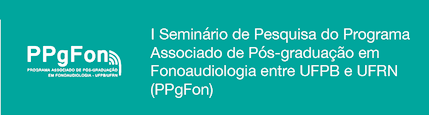 PPgFon
PROGRAMA ASSOCIADO DE PÓS-GRADUAÇÃO
EM FONOAUDIOLOGIA - UFPB/UFRN
I Seminário de Pesquisa do Programa
Associado de Pós-graduação em
Fonoaudiologia entre UFPB e UFRN
(PPgFon)